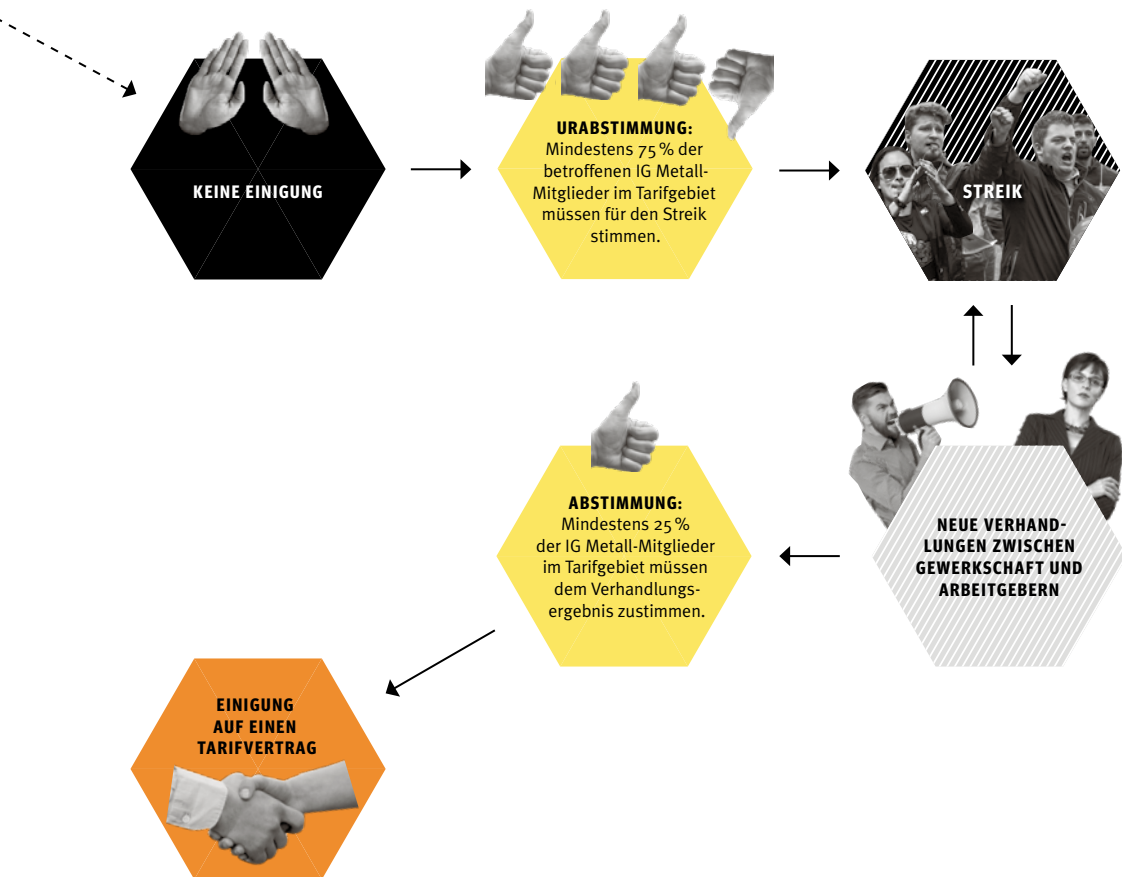 KEINE EINIGUNG
URABSTIMMUNG:
Mindestens 75 % der
betroffenen IG Metall-
Mitglieder im Tarifgebiet
müssen für den Streik
stimmen.
STREIK
NEUE VERHAND-
LUNGEN ZWISCHEN
GEWERKSCHAFT UND
ARBEITGEBERN
ABSTIMMUNG:
Mindestens 25 %
der IG Metall-Mitglieder
im Tarifgebiet müssen
dem Verhandlungs-
ergebnis zustimmen.
EINIGUNG
AUF EINEN
TARIFVERTRAG